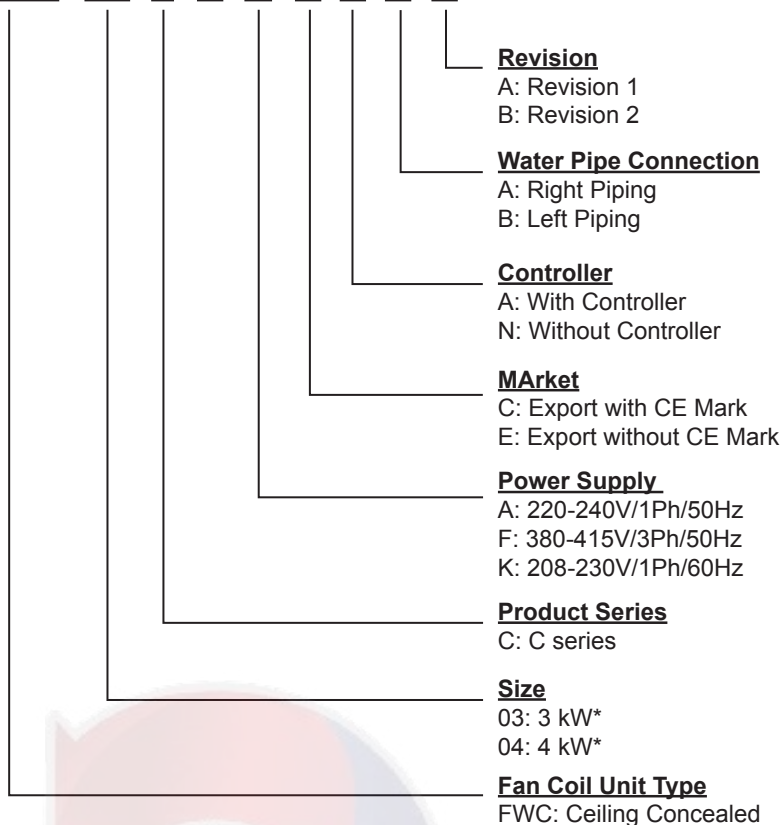 Revision
A: Revision 1
B: Revision 2
Water Pipe Connection
A: Right Piping
B: Left Piping
Controller
A: With Controller
N: Without Controller
MArket
C: Export with CE Mark
E: Export without CE Mark
Power Supply
A: 220-240V/1Ph/50Hz
F: 380-415V/3Ph/50Hz
K: 208-230V/1Ph/60Hz
Product Series
C: C series
Size
03: 3 kW*
04: 4 kW*
Fan Coil Unit Type
FWC: Ceiling Concealed